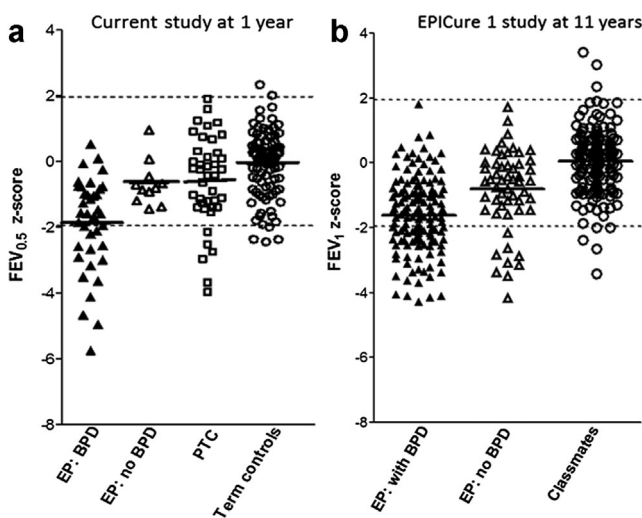 a
Current study at 1 year
4
2
0
-2
-4
-6
-8
FEV0.5 z-score
EP: BPD
EP: no BPD
PTC
Term controls
b
EPICure 1 study at 11 years
4
2
0
-2
-4
-6
-8
FEV1 z-score
EP: with BPD
EP: no BPD
Classmates